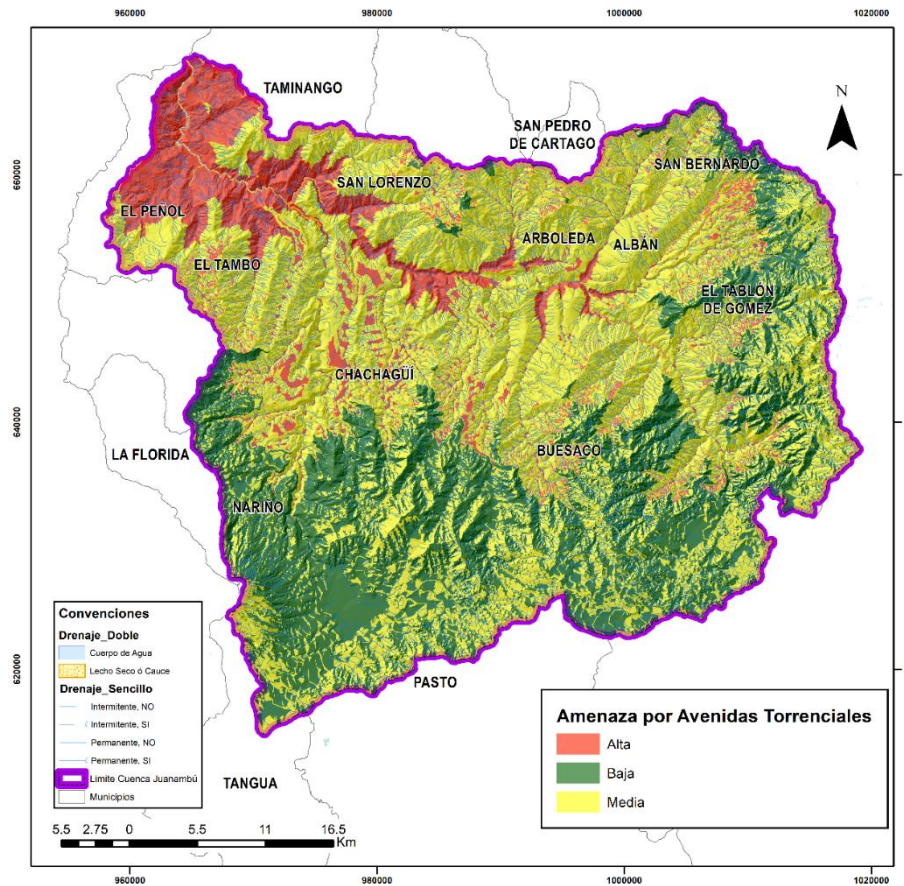 960000
980000
1000000
1020000
TAMINANGO
N
SAN PEDRO
DE CARTAGO
SAN BERNARDO
660000
660000
SAN LORENZO
EL PEÑOL
ARBOLEDA
ALBÁN
EL TAMBO
EL TABLÓN
DE GOMEZ
CHACHAGÜÍ
640000
640000
LA FLORIDA
BUESACO
NARIÑO
Convenciones
Drenaje_Doble
Cuerpo de Agua
Lecho Seco ó Cauce
Drenaje_Sencillo
Intermitente, NO
Intermitente, SI
Permanente, NO
Permanente, SI
Limite Cuenca Juanambú
Municipios
620000
620000
PASTO
Amenaza por Avenidas Torrenciales
Alta
Baja
Media
TANGUA
5.5 2.75 0 5.5 11 16.5
Km
960000
980000
1000000
1020000